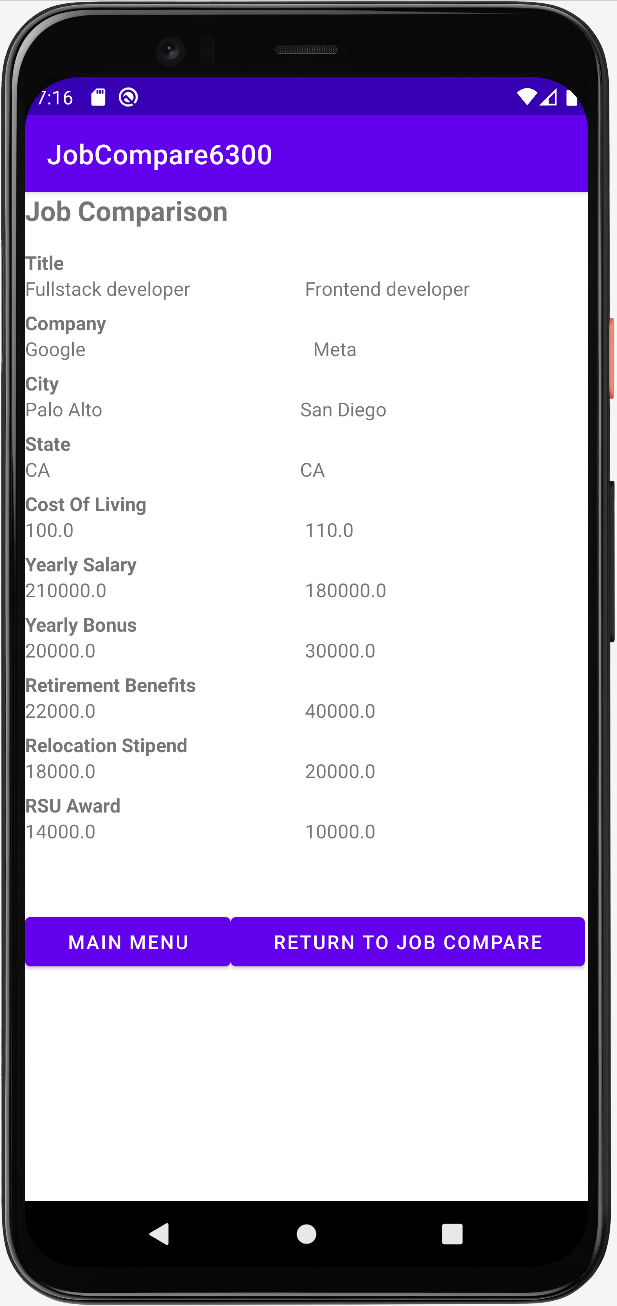 7:16
JobCompare6300
Job Comparison
Title
Fullstack developer Frontend developer
Company
Google Meta
City
Palo Alto San Diego
State
CA CA
Cost Of Living
100.0 110.0
Yearly Salary
210000.0 180000.0
Yearly Bonus
20000.0 30000.0
Retirement Benefits
22000.0 40000.0
Relocation Stipend
18000.0 20000.0
RSU Award
14000.0 10000.0
MAIN MENU RETURN TO JOB COMPARE